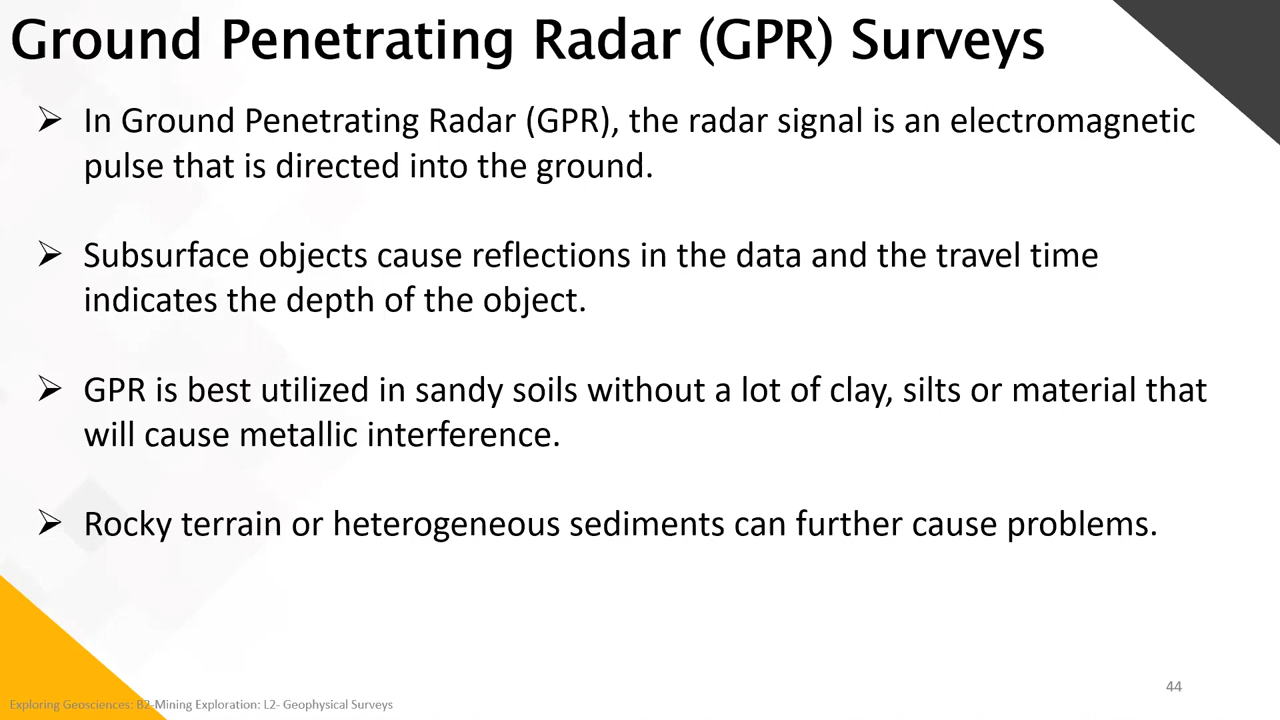 Ground Penetrating Radar (GPR) Surveys
➢ In Ground Penetrating Radar (GPR), the radar signal is an electromagnetic
pulse that is directed into the ground.
➢ Subsurface objects cause reflections in the data and the travel time
indicates the depth of the object.
➢ GPR is best utilized in sandy soils without a lot of clay, silts or material that
will cause metallic interference.
➢ Rocky terrain or heterogeneous sediments can further cause problems.
44
Exploring Geosciences: B2-Mining Exploration: L2- Geophysical Surveys